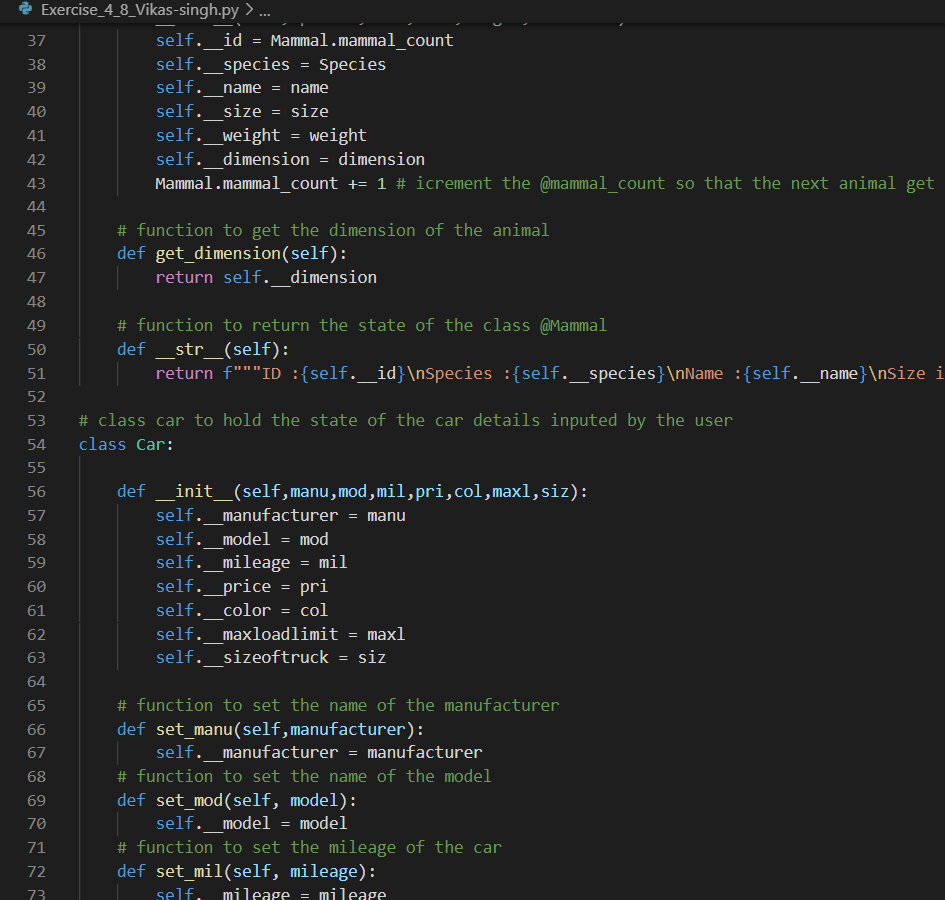 Exercise_4_8_Vikas-singh.py > ...
37 self.__id = Mammal.mammal_count
38 self.__species = Species
39 self.__name = name
40 self.__size = size
41 self.__weight = weight
42 self.__dimension = dimension
43 Mammal.mammal_count += 1 # icrement the @mammal_count so that the next animal get
44
45 # function to get the dimension of the animal
46 def get_dimension(self):
47 return self.__dimension
48
49 # function to return the state of the class @Mammal
50 def __str__(self):
51 return f"""ID :{self.__id}\nSpecies :{self.__species}\nName :{self.__name}\nSize i
52
53 # class car to hold the state of the car details inputed by the user
54 class Car:
55
56 def __init__(self,manu,mod,mil,pri,col,maxl,siz):
57 self.__manufacturer = manu
58 self.__model = mod
59 self.__mileage = mil
60 self.__price = pri
61 self.__color = col
62 self.__maxloadlimit = maxl
63 self.__sizeoftruck = siz
64
65 # function to set the name of the manufacturer
66 def set_manu(self,manufacturer):
67 self.__manufacturer = manufacturer
68 # function to set the name of the model
69 def set_mod(self, model):
70 self.__model = model
71 # function to set the mileage of the car
72 def set_mil(self, mileage):
73 self.__mileage = mileage